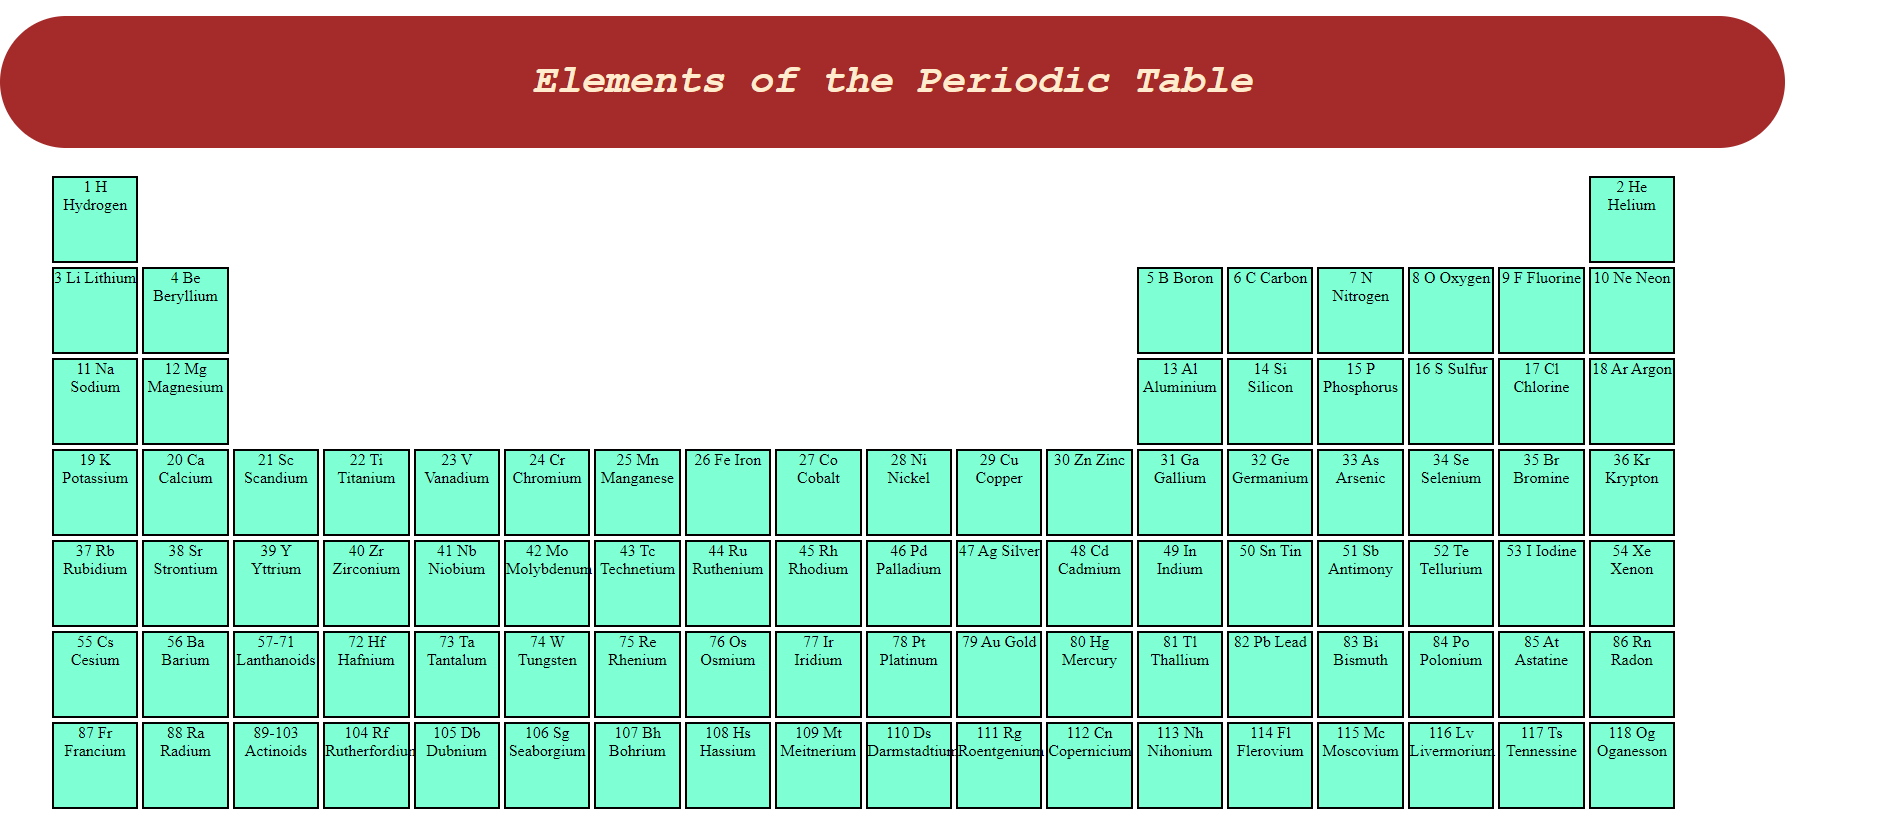 Elements of the Periodic Table
1 H
Hydrogen
2 He
Helium
3 Li Lithium
4 Be
Beryllium
5 B Boron
6 C Carbon
7 N
Nitrogen
8 O Oxygen
9 F Fluorine
10 Ne Neon
11 Na
Sodium
12 Mg
Magnesium
13 Al
Aluminium
14 Si
Silicon
15 P
Phosphorus
16 S Sulfur
17 Cl
Chlorine
18 Ar Argon
19 K
Potassium
20 Ca
Calcium
21 Sc
Scandium
22 Ti
Titanium
23 V
Vanadium
24 Cr
Chromium
25 Mn
Manganese
26 Fe Iron
27 Co
Cobalt
28 Ni
Nickel
29 Cu
Copper
30 Zn Zinc
31 Ga
Gallium
32 Ge
Germanium
33 As
Arsenic
34 Se
Selenium
35 Br
Bromine
36 Kr
Krypton
37 Rb
Rubidium
38 Sr
Strontium
39 Y
Yttrium
40 Zr
Zirconium
41 Nb
Niobium
42 Mo
Molybdenum
43 Tc
Technetium
44 Ru
Ruthenium
45 Rh
Rhodium
46 Pd
Palladium
47 Ag Silver
48 Cd
Cadmium
49 In
Indium
50 Sn Tin
51 Sb
Antimony
52 Te
Tellurium
53 I Iodine
54 Xe
Xenon
55 Cs
Cesium
56 Ba
Barium
57-71
Lanthanoids
72 Hf
Hafnium
73 Ta
Tantalum
74 W
Tungsten
75 Re
Rhenium
76 Os
Osmium
77 Ir
Iridium
78 Pt
Platinum
79 Au Gold
80 Hg
Mercury
81 Tl
Thallium
82 Pb Lead
83 Bi
Bismuth
84 Po
Polonium
85 At
Astatine
86 Rn
Radon
87 Fr
Francium
88 Ra
Radium
89-103
Actinoids
104 Rf
Rutherfordium
105 Db
Dubnium
106 Sg
Seaborgium
107 Bh
Bohrium
108 Hs
Hassium
109 Mt
Meitnerium
110 Ds
Darmstadtium
111 Rg
Roentgenium
112 Cn
Copernicium
113 Nh
Nihonium
114 Fl
Flerovium
115 Mc
Moscovium
116 Lv
Livermorium
117 Ts
Tennessine
118 Og
Oganesson